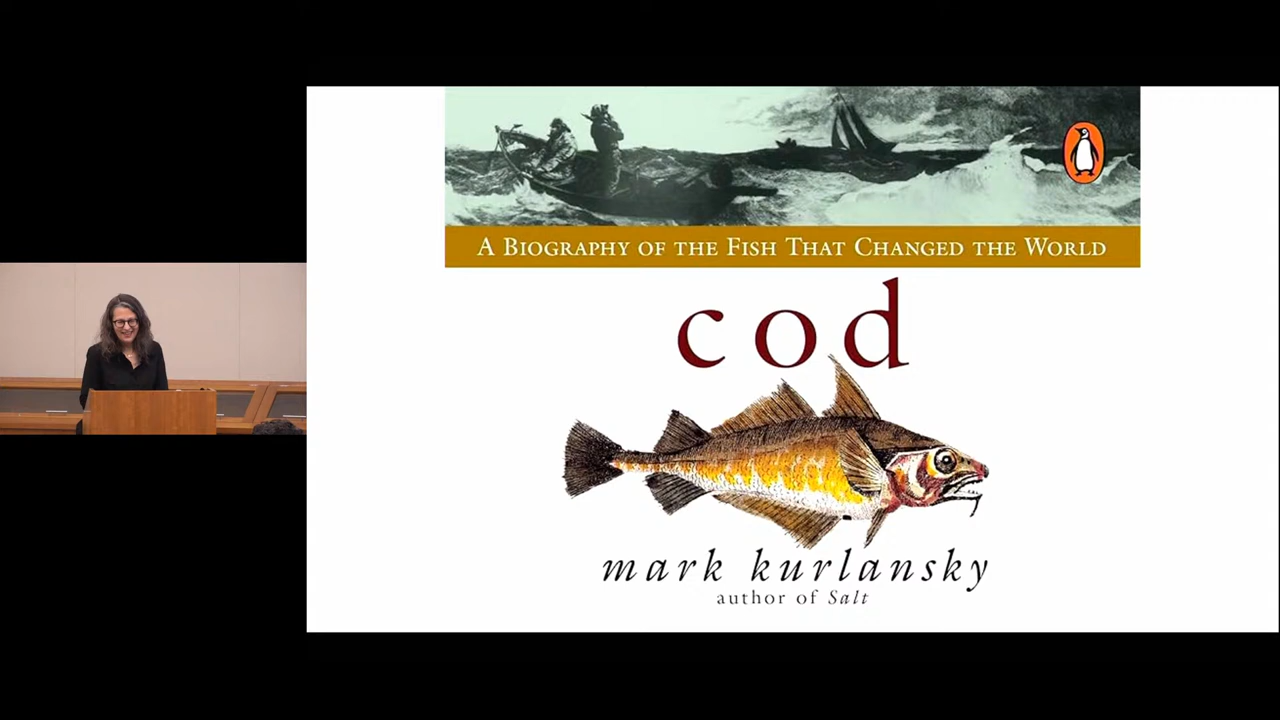 A Biography of the Fish That Changed the World
cod
mark kurlansky
author of Salt